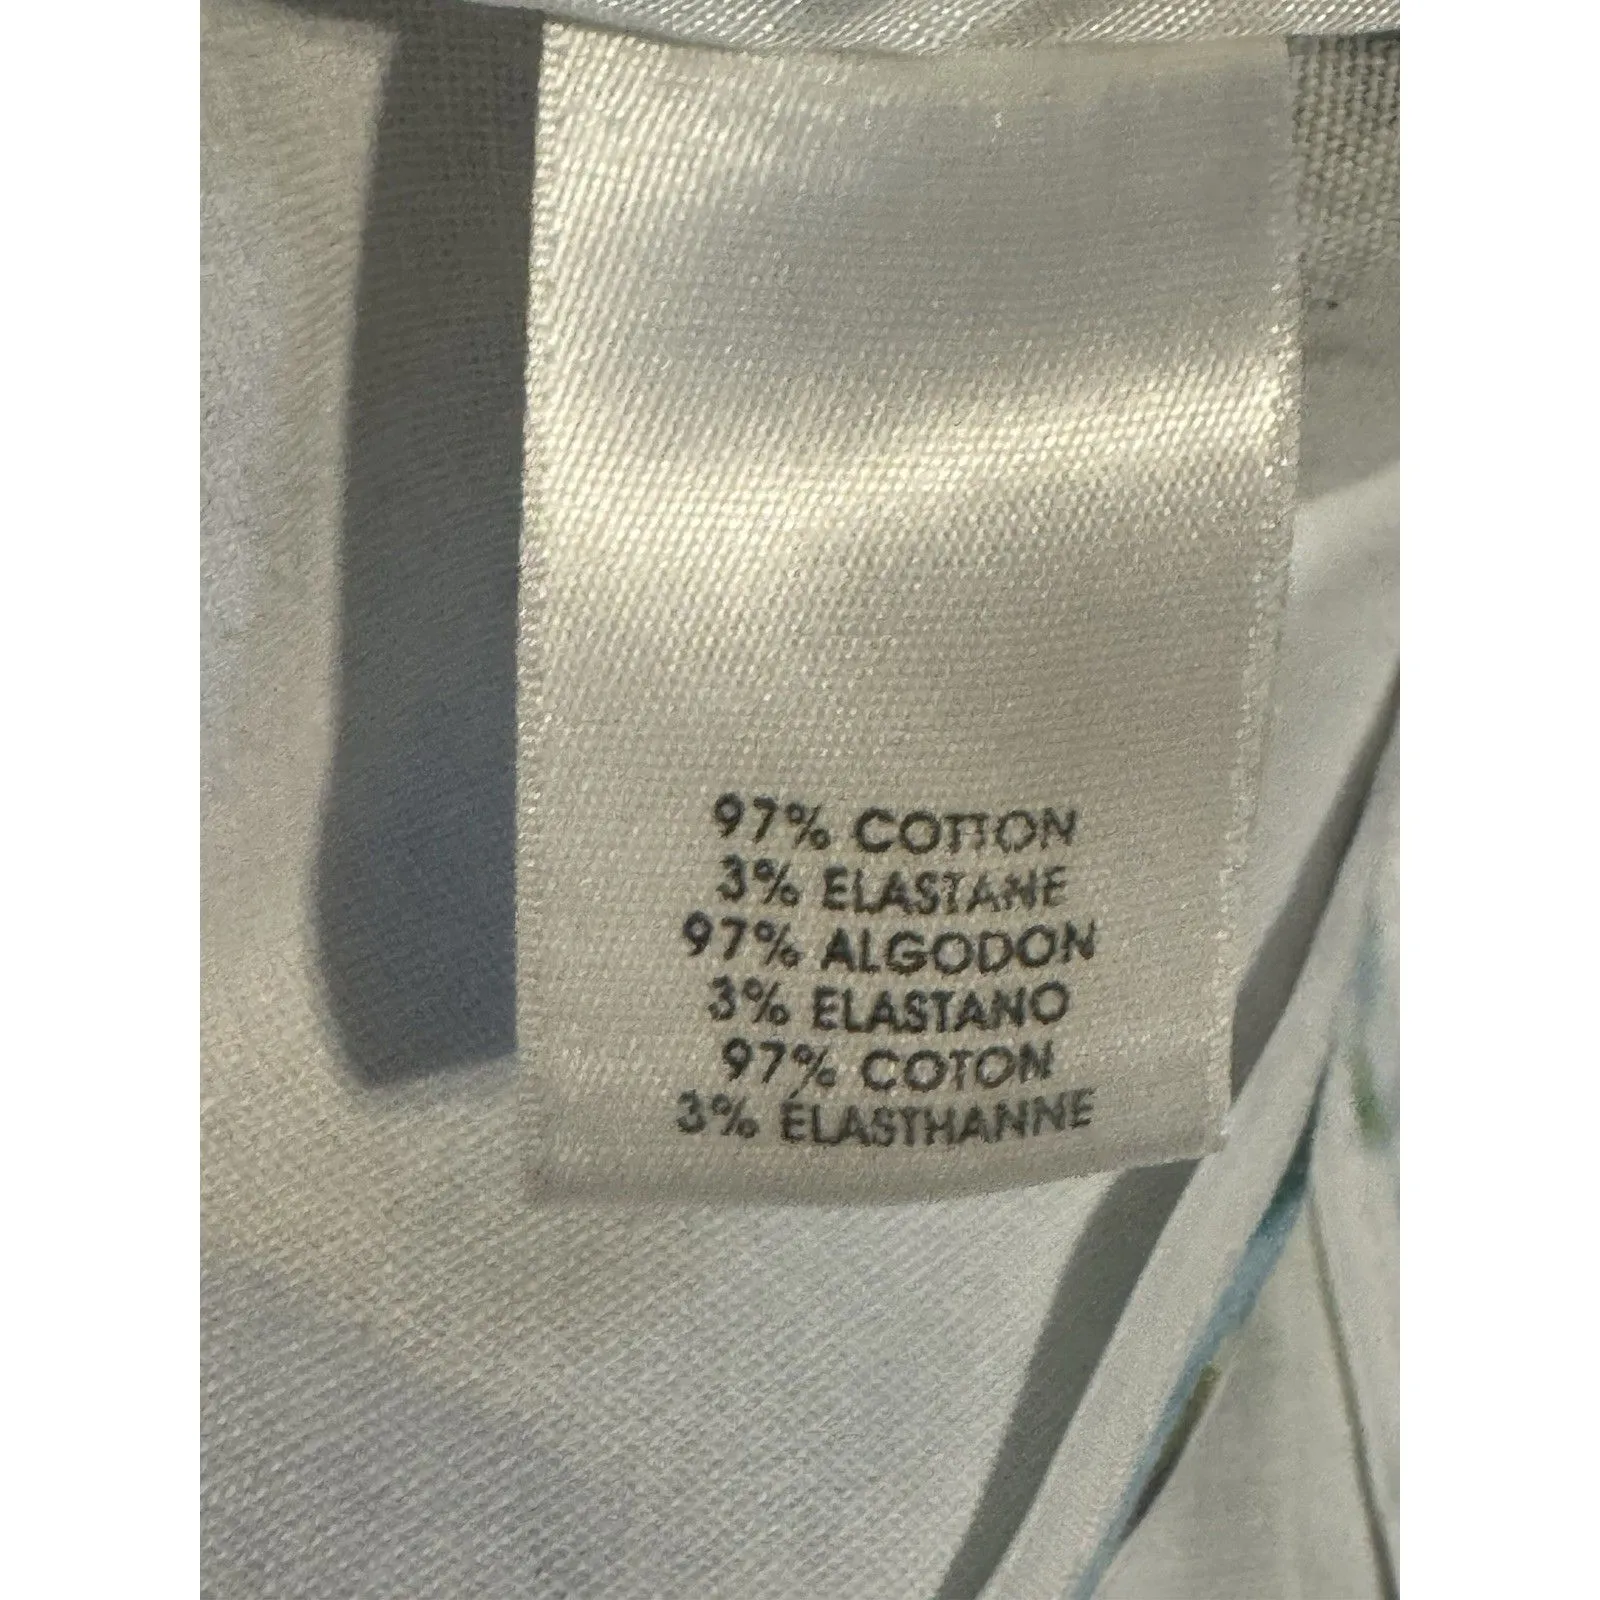 97% COTTON
3% ELASTANE
97% ALGODON
3% ELASTANO
97% COTON
3% ÉLASTHANNE